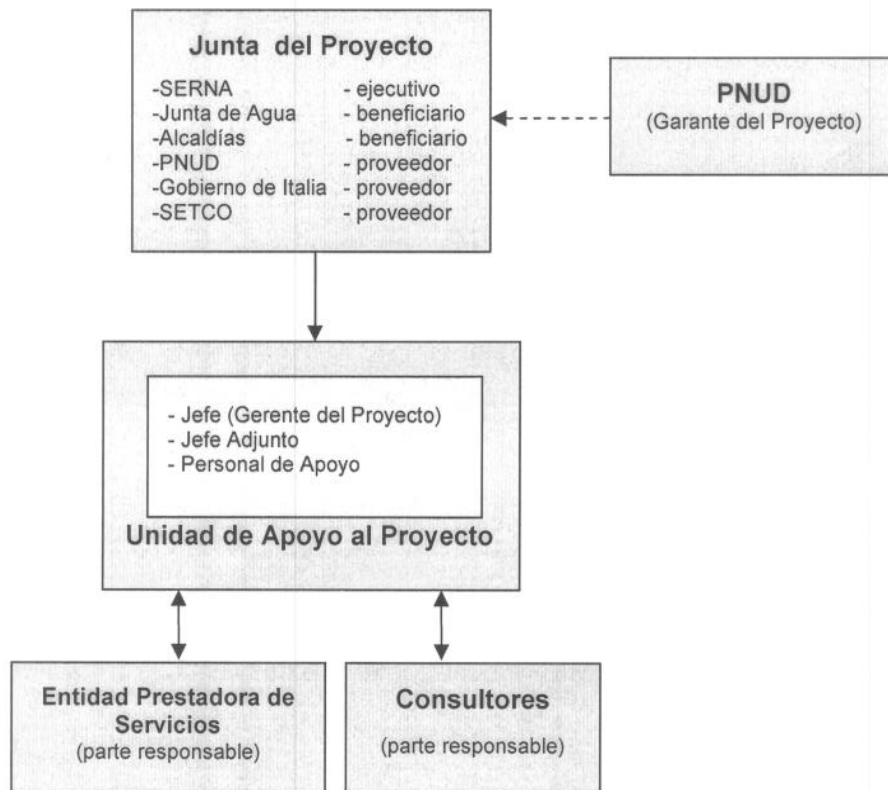 Junta del Proyecto
-SERNA - ejecutivo
-Junta de Agua - beneficiario
-Alcaldías - beneficiario
-PNUD - proveedor
-Gobierno de Italia - proveedor
-SETCO - proveedor
PNUD
(Garante del Proyecto)
- Jefe (Gerente del Proyecto)
- Jefe Adjunto
- Personal de Apoyo
Unidad de Apoyo al Proyecto
Entidad Prestadora de
Servicios
(parte responsable)
Consultores
(parte responsable)